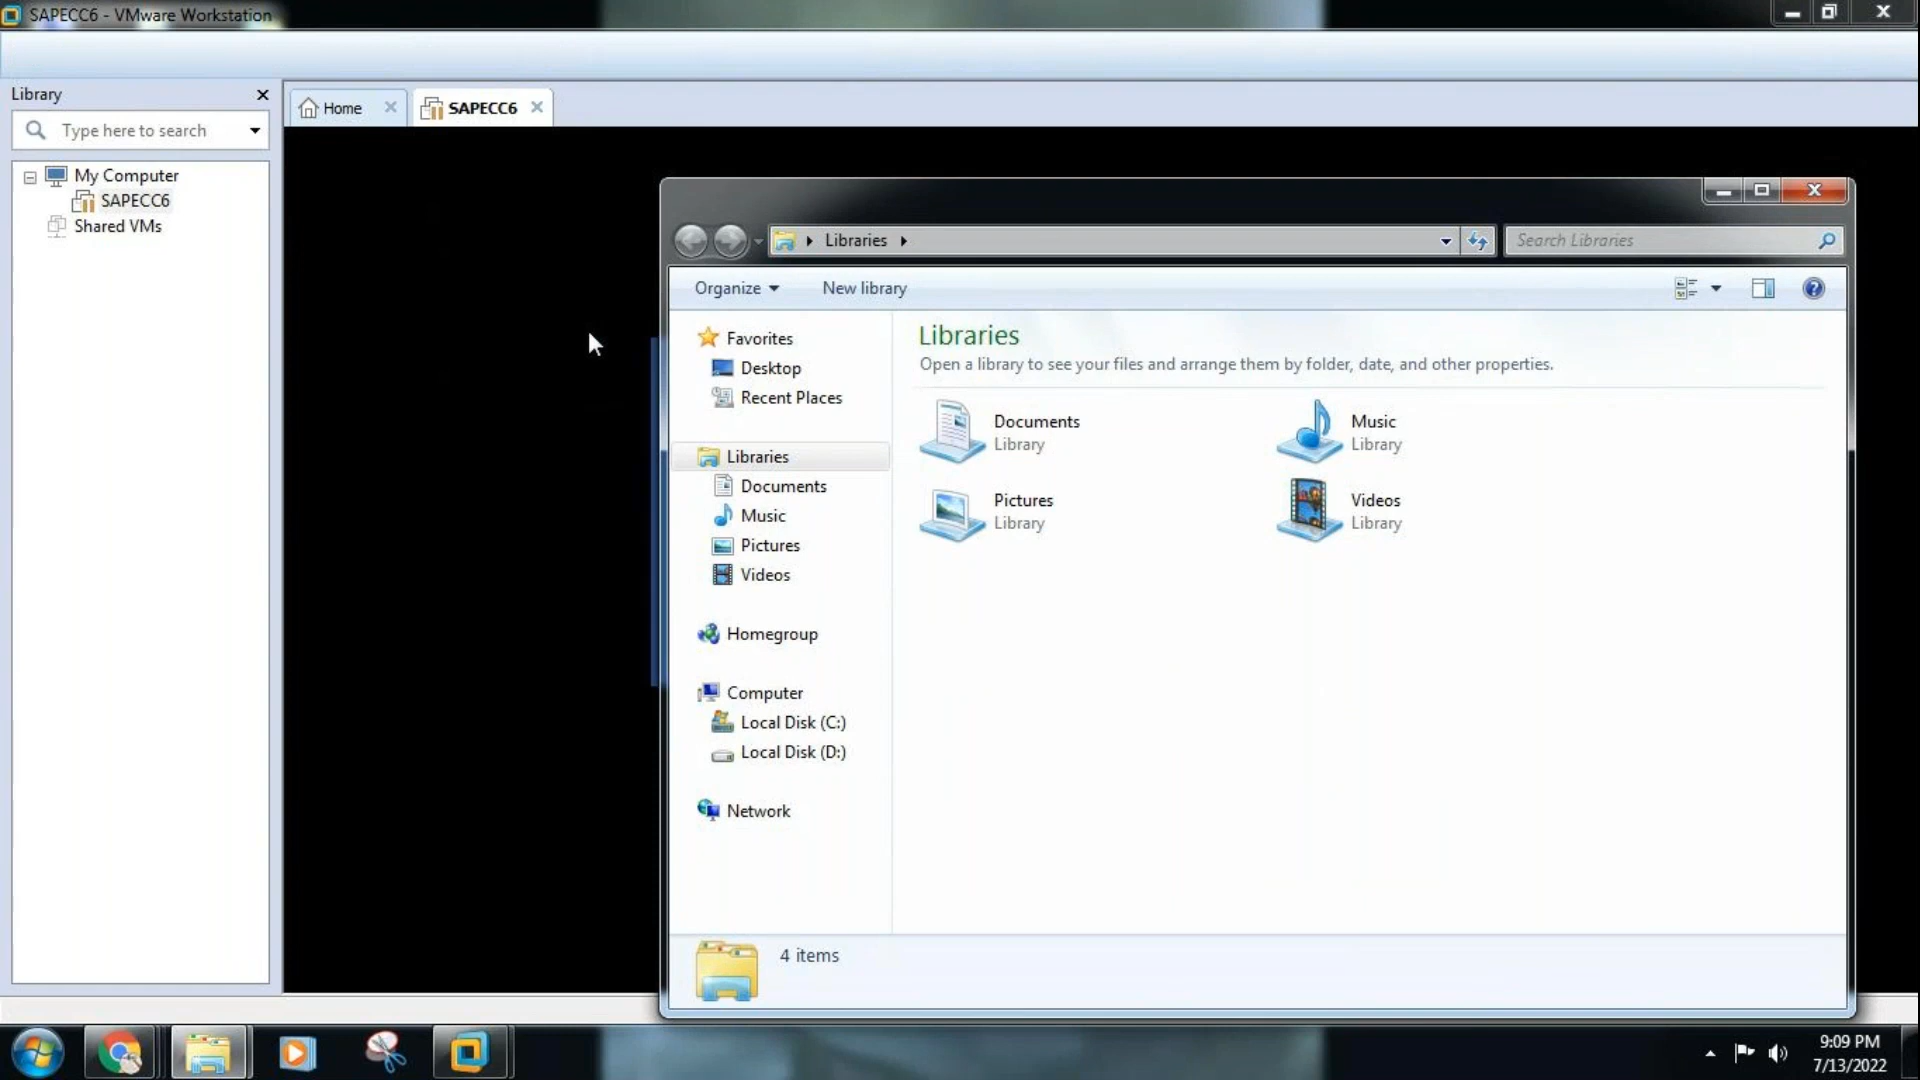 SAPECC6 - VMware Workstation
Library
Home
SAPECC6
Type here to search
My Computer
SAPECC6
Shared VMs
Libraries
Search Libraries
Organize
New library
Favorites
Desktop
Recent Places
Libraries
Documents
Music
Pictures
Videos
Homegroup
Computer
Local Disk (C:)
Local Disk (D:)
Network
Libraries
Open a library to see your files and arrange them by folder, date, and other properties.
Documents
Library
Music
Library
Pictures
Library
Videos
Library
4 items
9:09 PM
7/13/2022